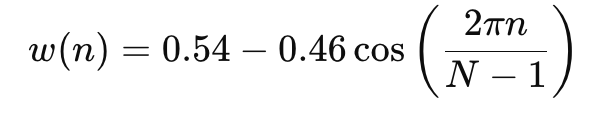 w(n) = 0.54 − 0.46 cos (2πn / (N − 1))